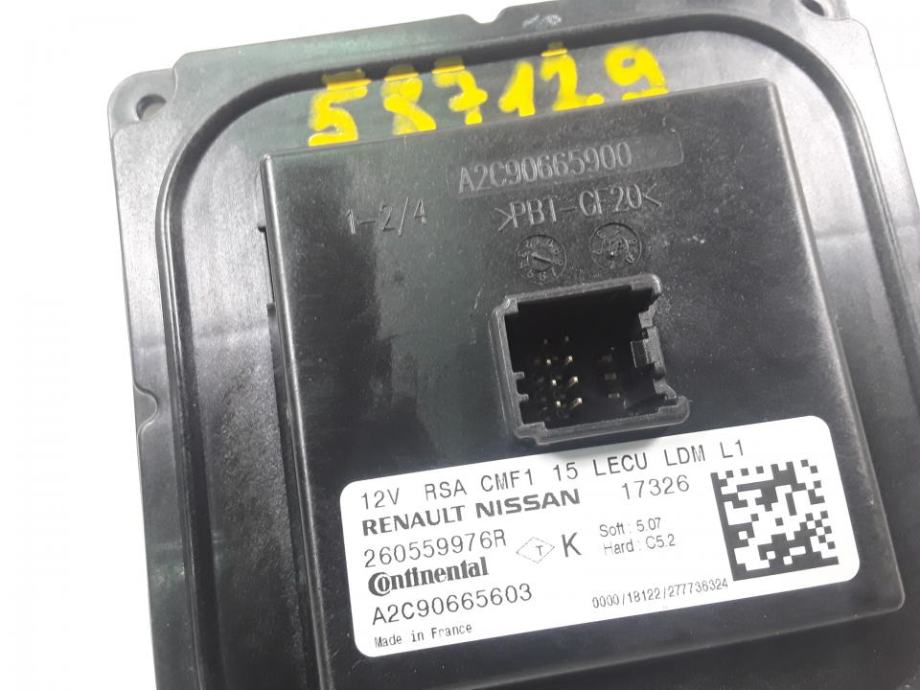 587129
A2C90665900
1-2/4
>PBT-GF20<
12V RSA CMF1 15 LECU LDM L1
RENAULT NISSAN 17326
260559976R
T K
Soft : 5.07
Hard : C5.2
Continental
A2C90665603
0000/18122/277736324
Made in France